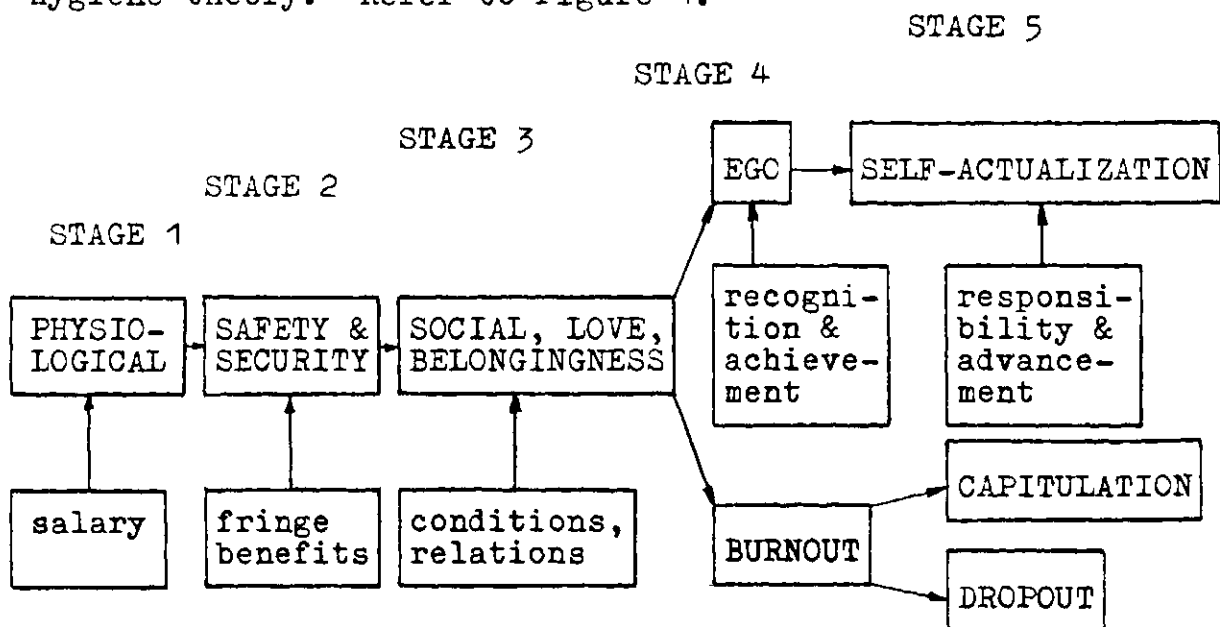 hygiene theory. Refer to Figure 4.
STAGE 5
STAGE 4
STAGE 3
STAGE 2
STAGE 1
EGC
SELF-ACTUALIZATION
recogni-
tion &
achieve-
ment
responsi-
bility &
advance-
ment
PHYSIO-
LOGICAL
SAFETY &
SECURITY
SOCIAL, LOVE,
BELONGINGNESS
salary
fringe
benefits
conditions,
relations
BURNOUT
CAPITULATION
DROPOUT